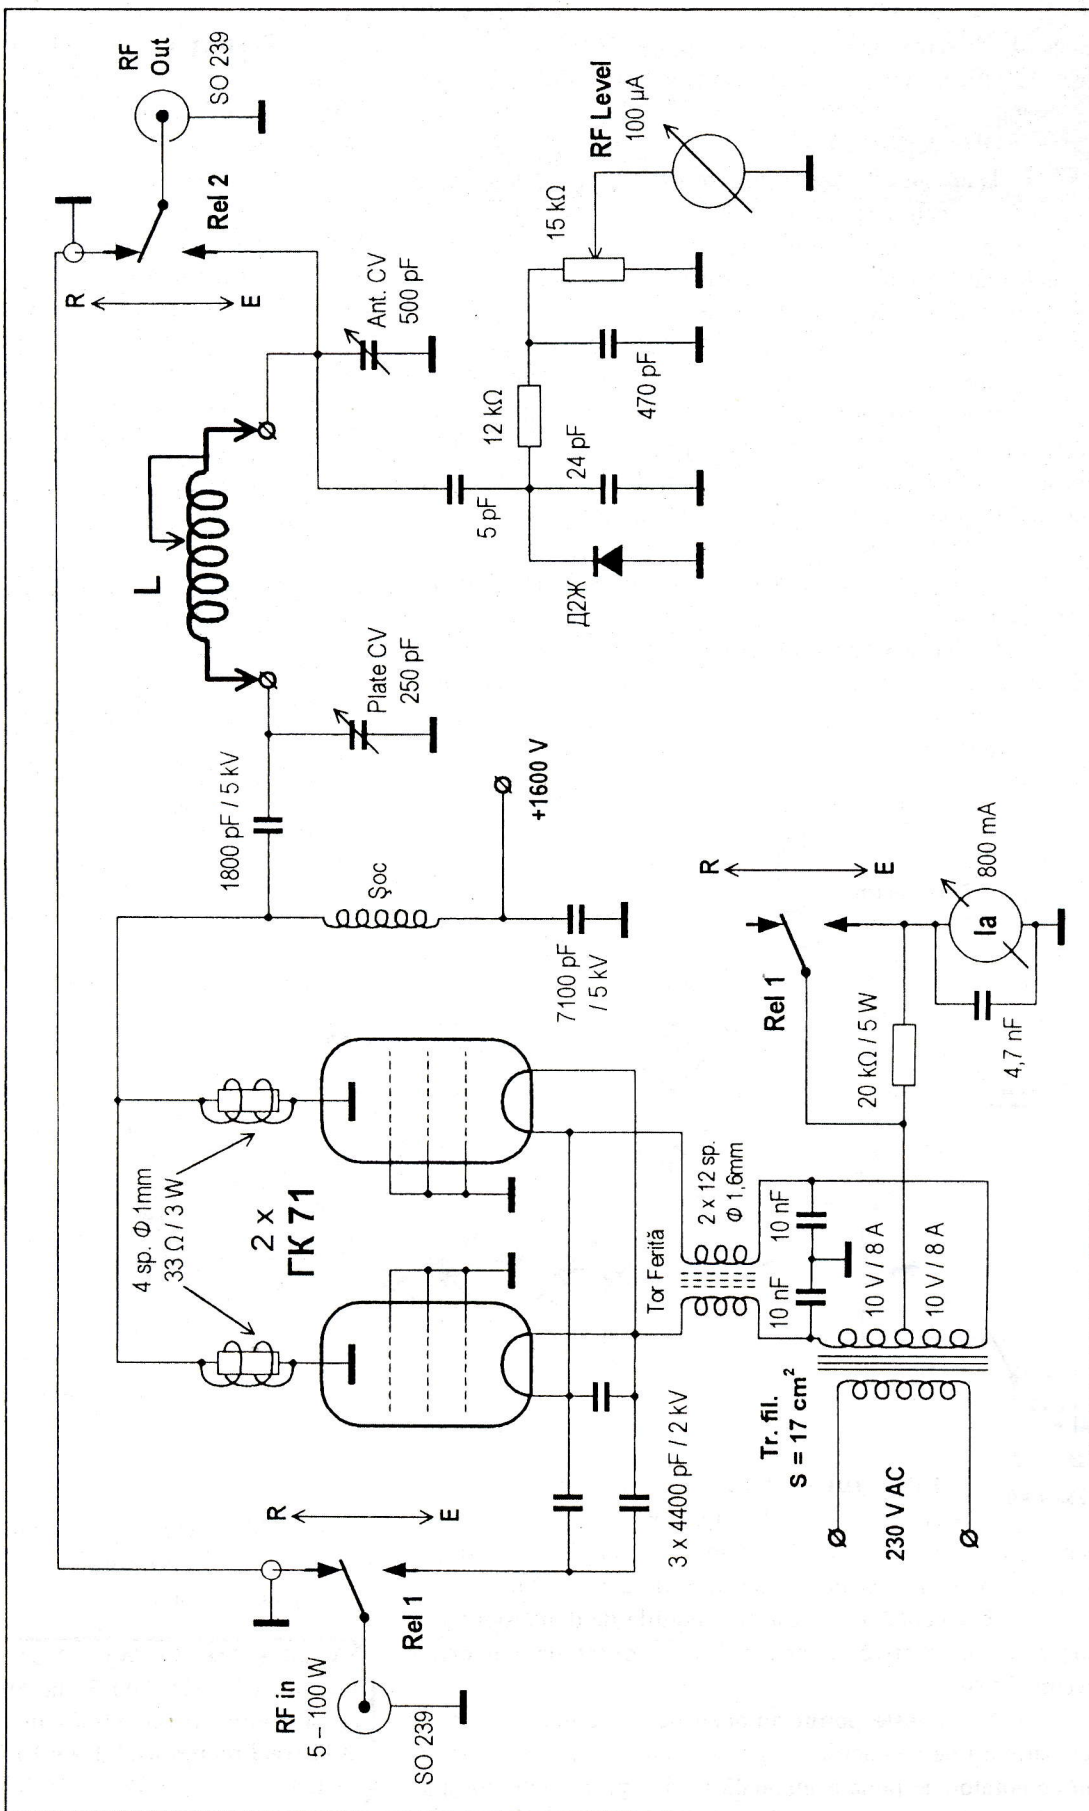 RF
Out
SO 239
Rel 2
R
E
L
Ant. CV
500 pF
RF Level
100 µA
15 kΩ
12 kΩ
470 pF
24 pF
5 pF
Д2Ж
Plate CV
250 pF
1800 pF / 5 kV
+1600 V
Șoc
7100 pF
/ 5 kV
4 sp. Φ 1mm
33 Ω / 3 W
2 x
ГК 71
R
E
Rel 1
800 mA
Ia
20 kΩ / 5 W
4,7 nF
2 x 12 sp.
Φ 1,6mm
Tor Ferită
10 nF
10 nF
10 V / 8 A
10 V / 8 A
Tr. fil.
S = 17 cm²
230 V AC
3 x 4400 pF / 2 kV
R
E
Rel 1
RF in
5 – 100 W
SO 239